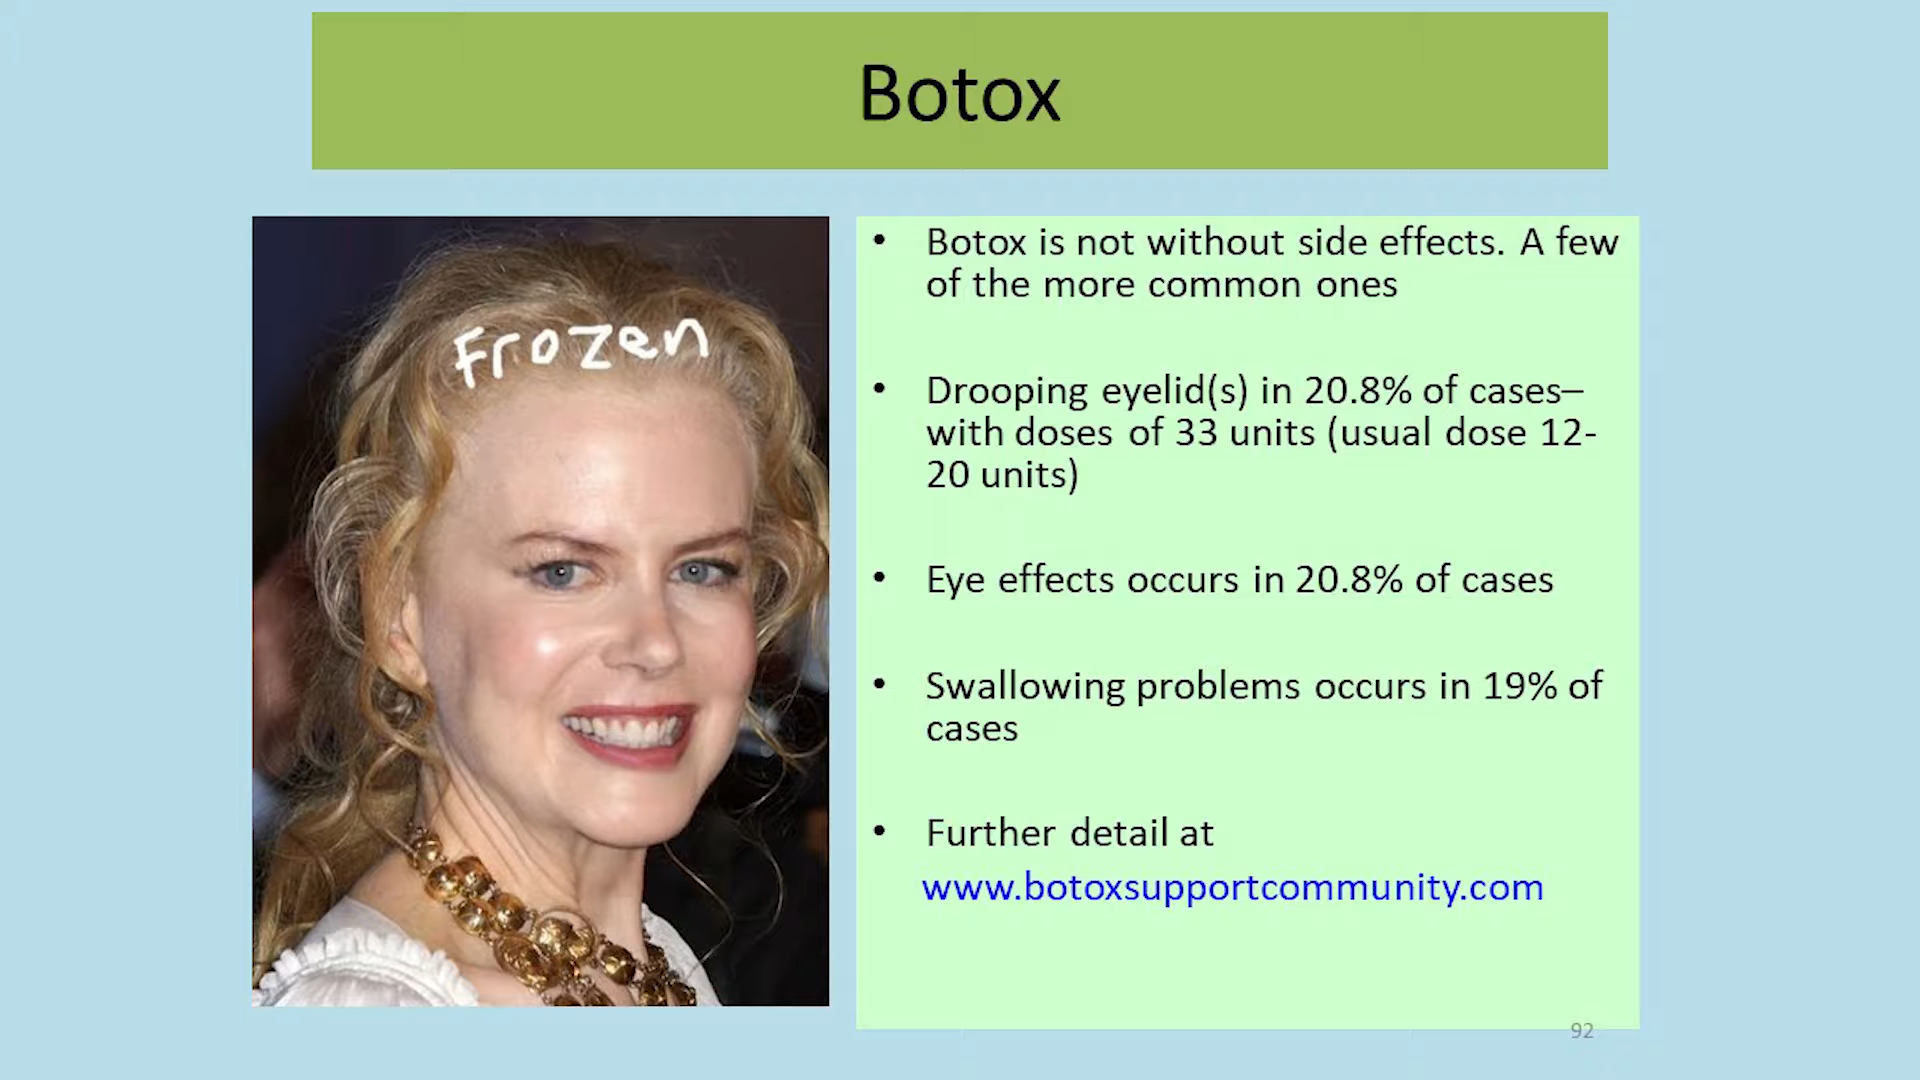 Botox
Frozen
• Botox is not without side effects. A few
of the more common ones
• Drooping eyelid(s) in 20.8% of cases–
with doses of 33 units (usual dose 12-
20 units)
• Eye effects occurs in 20.8% of cases
• Swallowing problems occurs in 19% of
cases
• Further detail at
www.botoxsupportcommunity.com
92